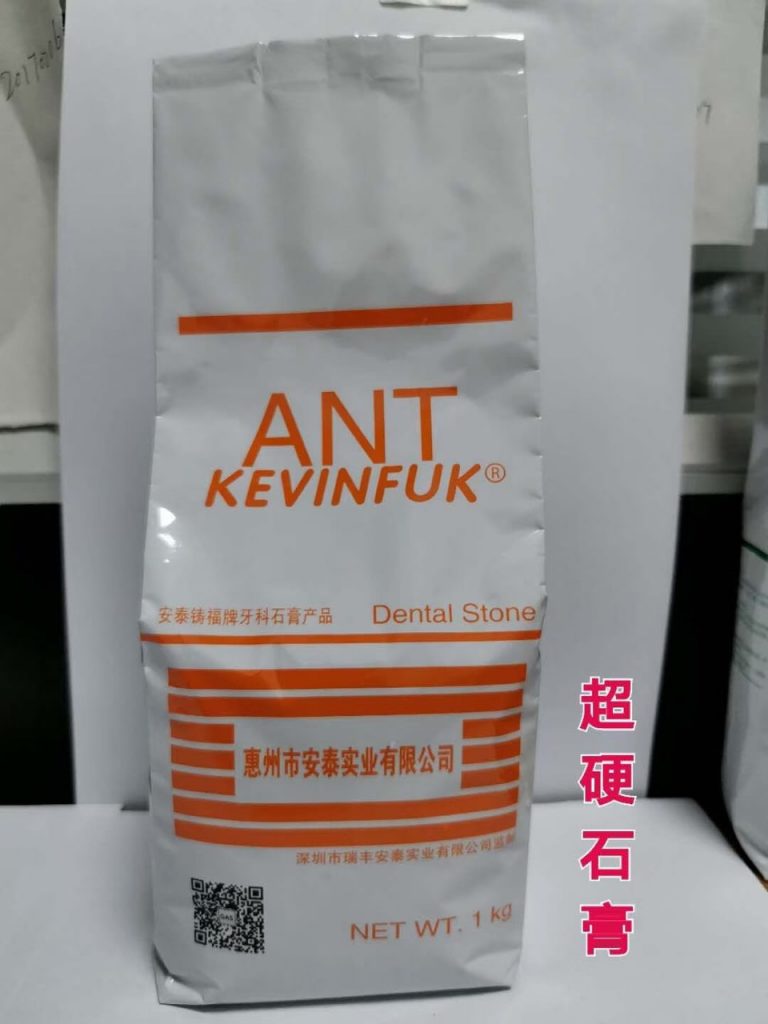 20170216
ANT
KEVINFUK®
安泰铸福牌牙科石膏产品 Dental Stone
惠州市安泰实业有限公司
深圳市瑞丰安泰实业有限公司监制
NET WT. 1 kg
超硬石膏